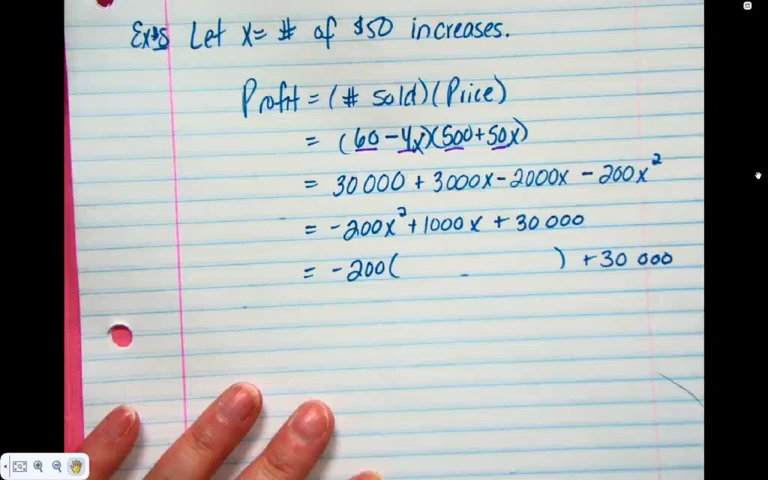 Ex 5 Let x = # of $50 increases.
Profit = (# sold)(Price)
= (60 - 4x)(500 + 50x)
= 30 000 + 3000x - 2000x - 200x²
= -200x² + 1000x + 30 000
= -200(              ) + 30 000